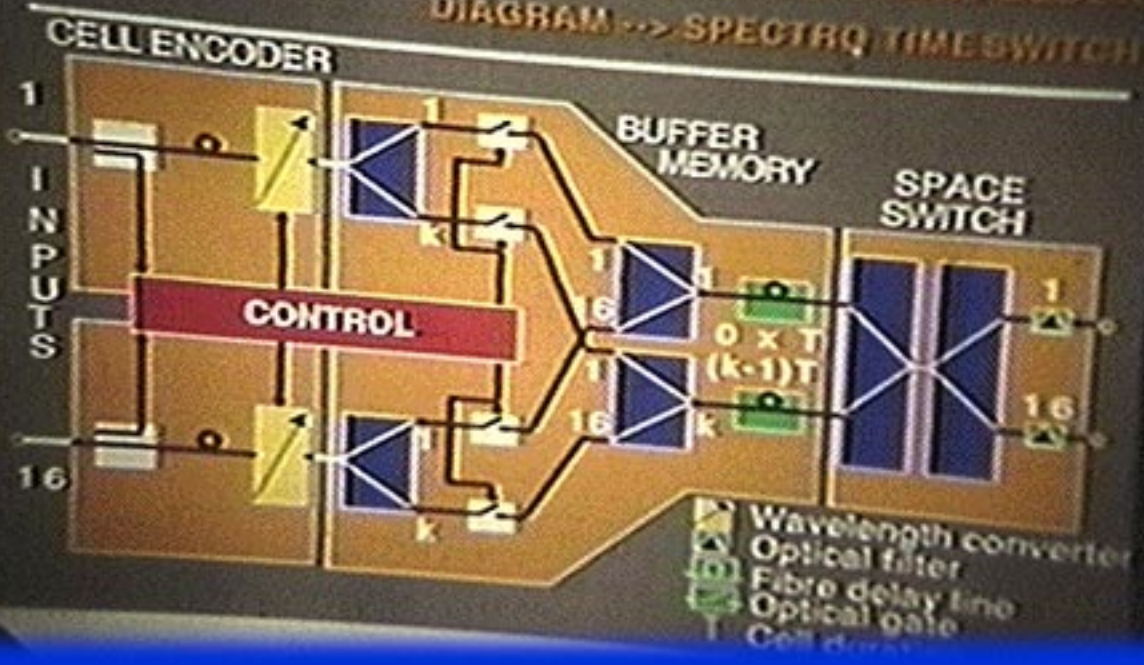 DIAGRAM --> SPECTRO TIMESWITCH
CELL ENCODER
1
INPUTS
16
1
k
BUFFER
MEMORY
SPACE
SWITCH
1
16
1
0 x T
(k-1)T
1
16
k
CONTROL
1
k
1
16
Wavelength converter
Optical filter
Fibre delay line
Optical gate
T Cell